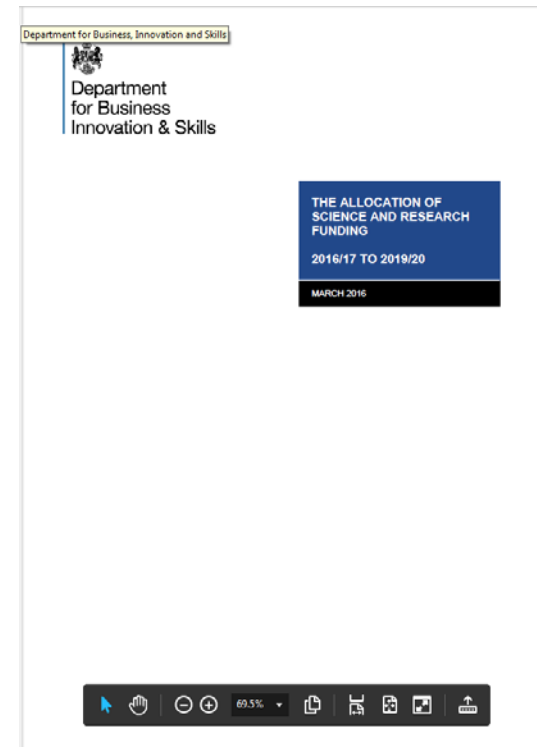 Department for Business, Innovation and Skills
Department
for Business
Innovation & Skills
THE ALLOCATION OF
SCIENCE AND RESEARCH
FUNDING
2016/17 TO 2019/20
MARCH 2016
69.5%